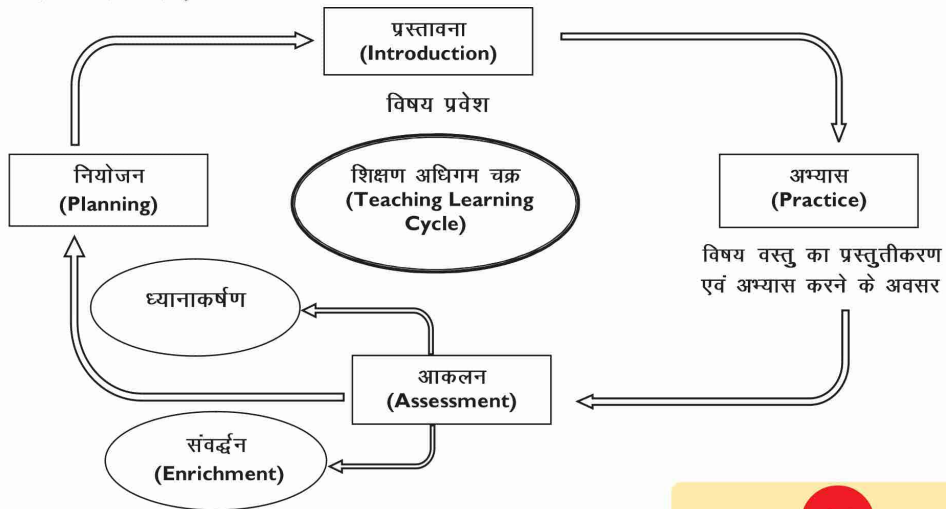 प्रस्तावना
(Introduction)
विषय प्रवेश
नियोजन
(Planning)
शिक्षण अधिगम चक्र
(Teaching Learning
Cycle)
अभ्यास
(Practice)
विषय वस्तु का प्रस्तुतीकरण
एवं अभ्यास करने के अवसर
ध्यानाकर्षण
आकलन
(Assessment)
संवर्द्धन
(Enrichment)